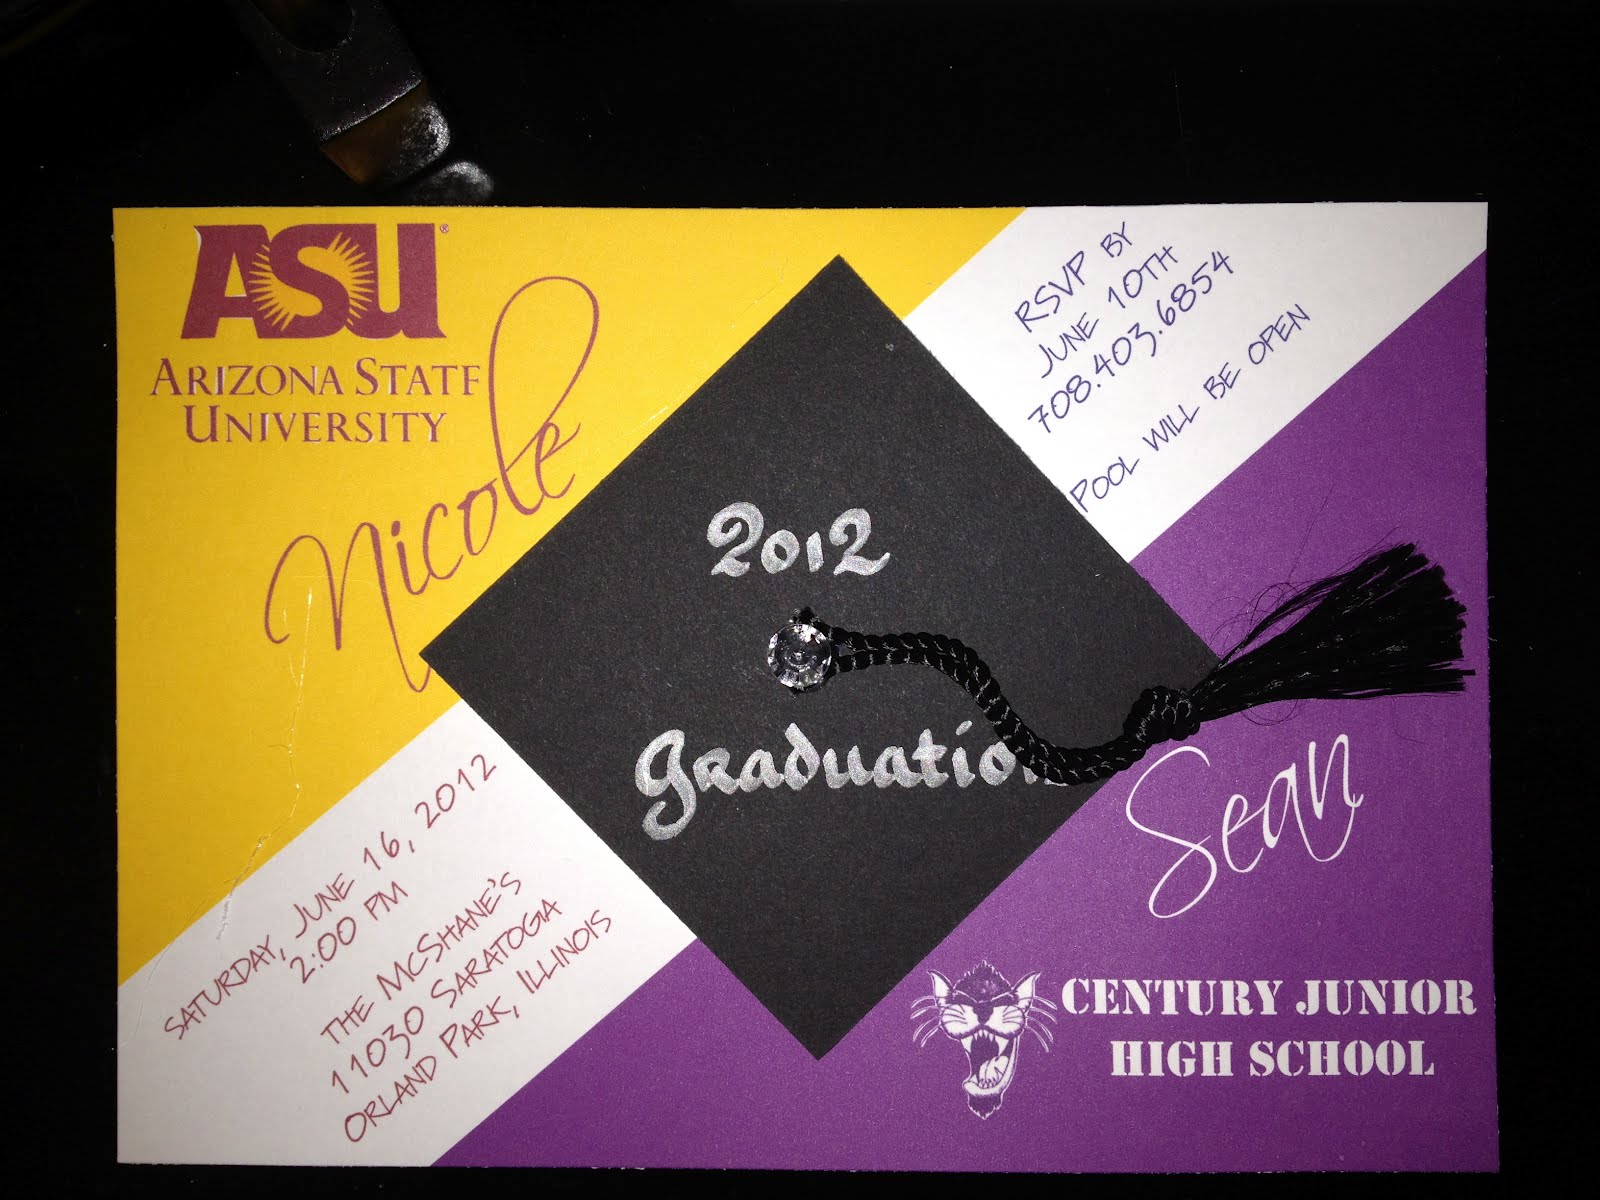 ASU®
ARIZONA STATE
UNIVERSITY
Nicole
RSVP BY
JUNE 10TH
708.403.6854
POOL WILL BE OPEN
2012
Graduation
SATURDAY, JUNE 16, 2012
2:00 PM
THE MCSHANE'S
11030 SARATOGA
ORLAND PARK, ILLINOIS
Sean
CENTURY JUNIOR
HIGH SCHOOL